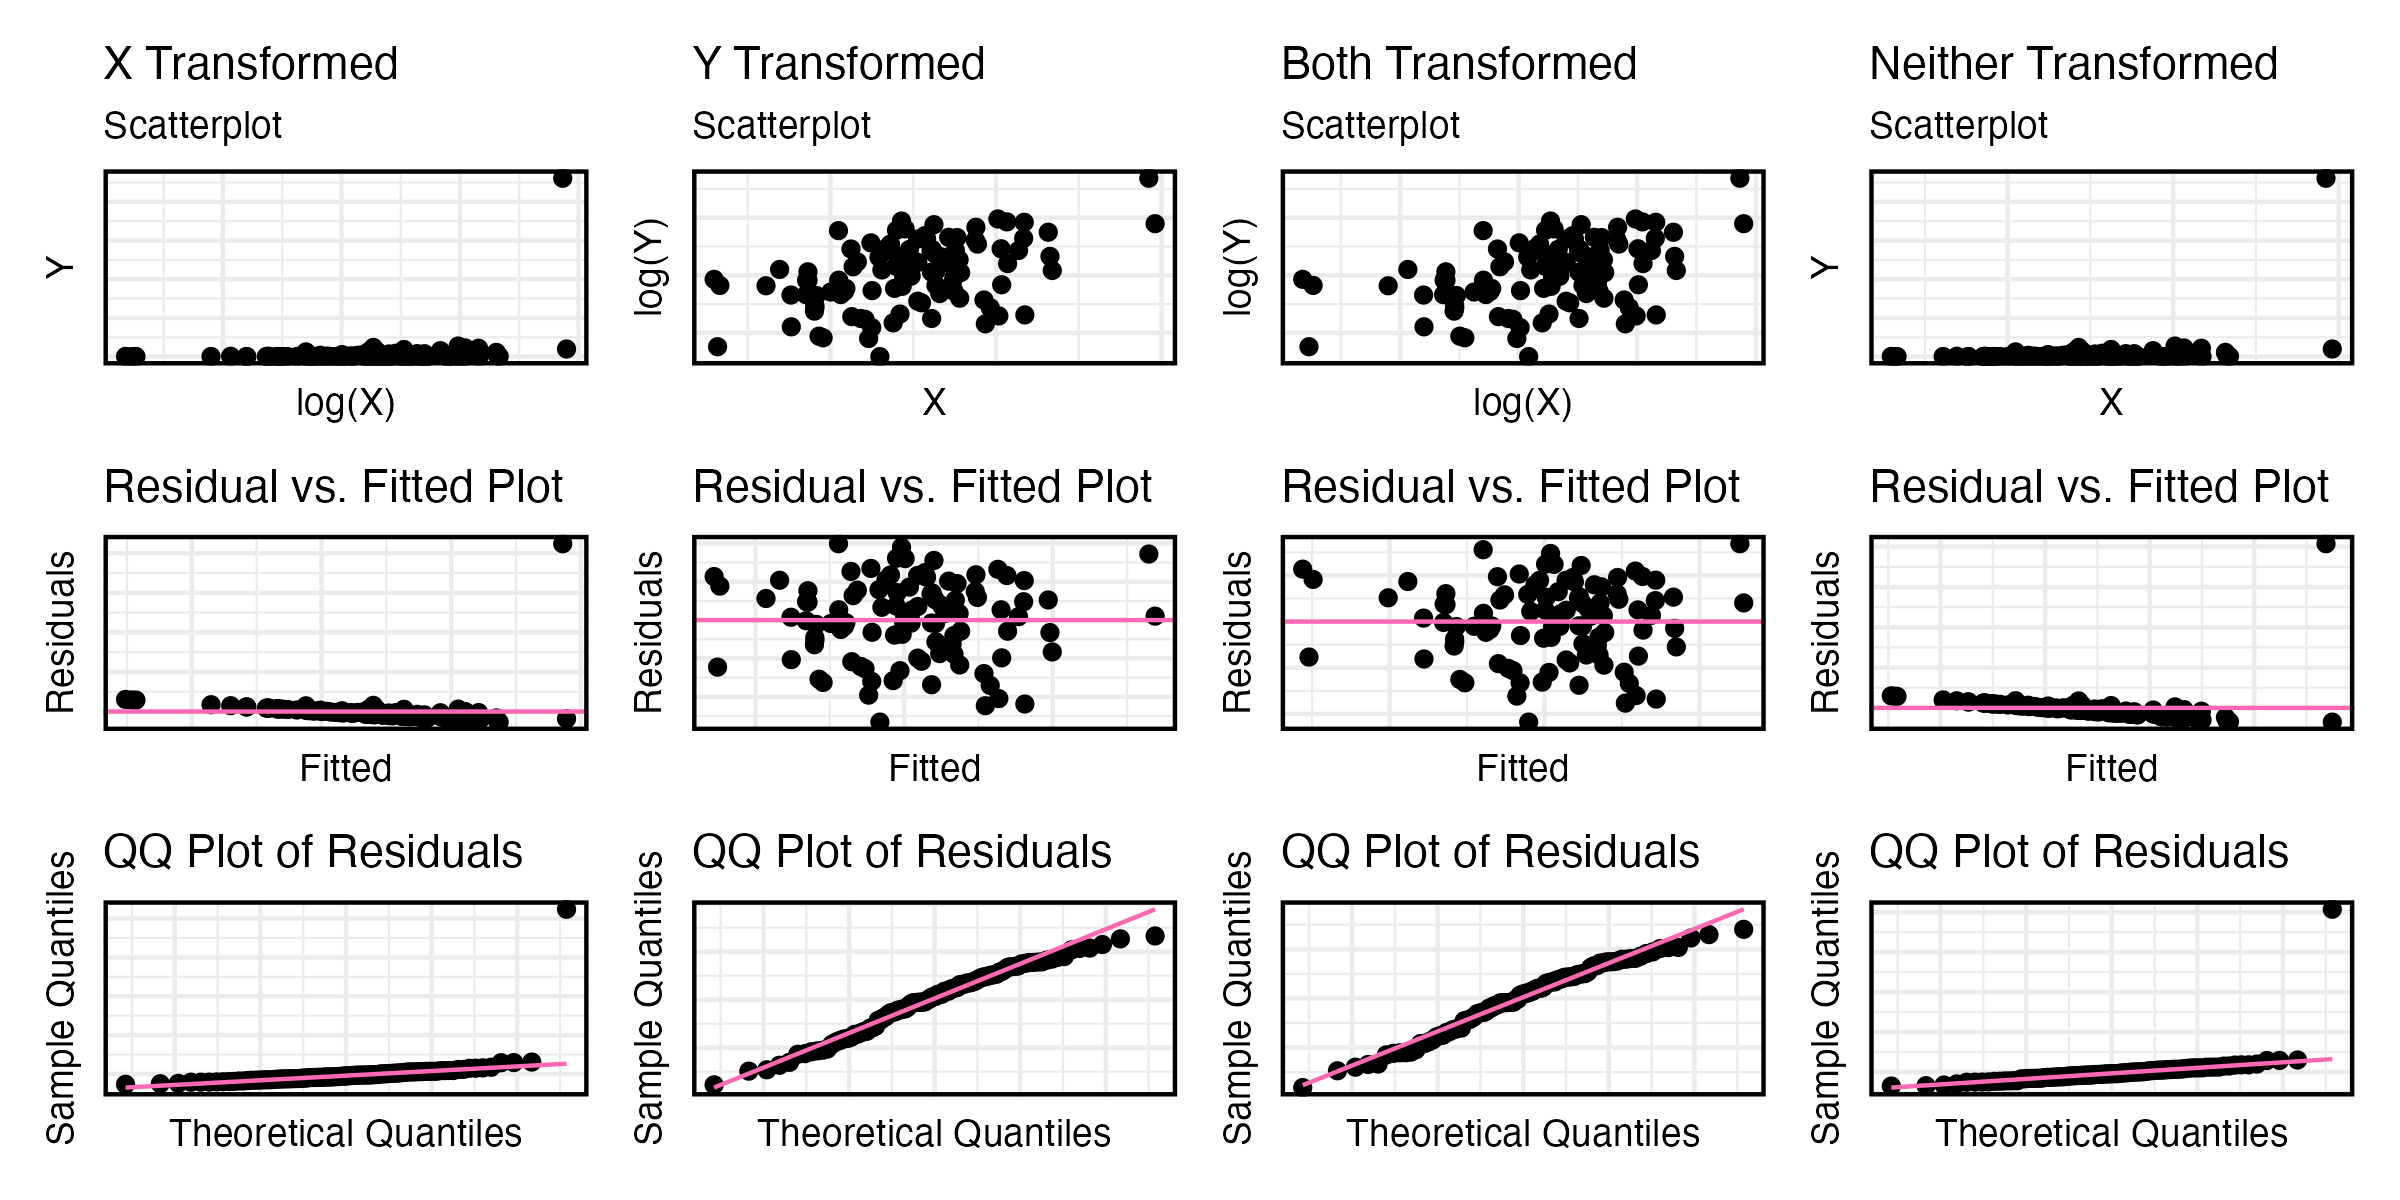 X Transformed
Scatterplot
Y
log(X)
Y Transformed
Scatterplot
log(Y)
X
Both Transformed
Scatterplot
log(Y)
log(X)
Neither Transformed
Scatterplot
Y
X
Residual vs. Fitted Plot
Residuals
Fitted
Residual vs. Fitted Plot
Residuals
Fitted
Residual vs. Fitted Plot
Residuals
Fitted
Residual vs. Fitted Plot
Residuals
Fitted
QQ Plot of Residuals
Sample Quantiles
Theoretical Quantiles
QQ Plot of Residuals
Sample Quantiles
Theoretical Quantiles
QQ Plot of Residuals
Sample Quantiles
Theoretical Quantiles
QQ Plot of Residuals
Sample Quantiles
Theoretical Quantiles